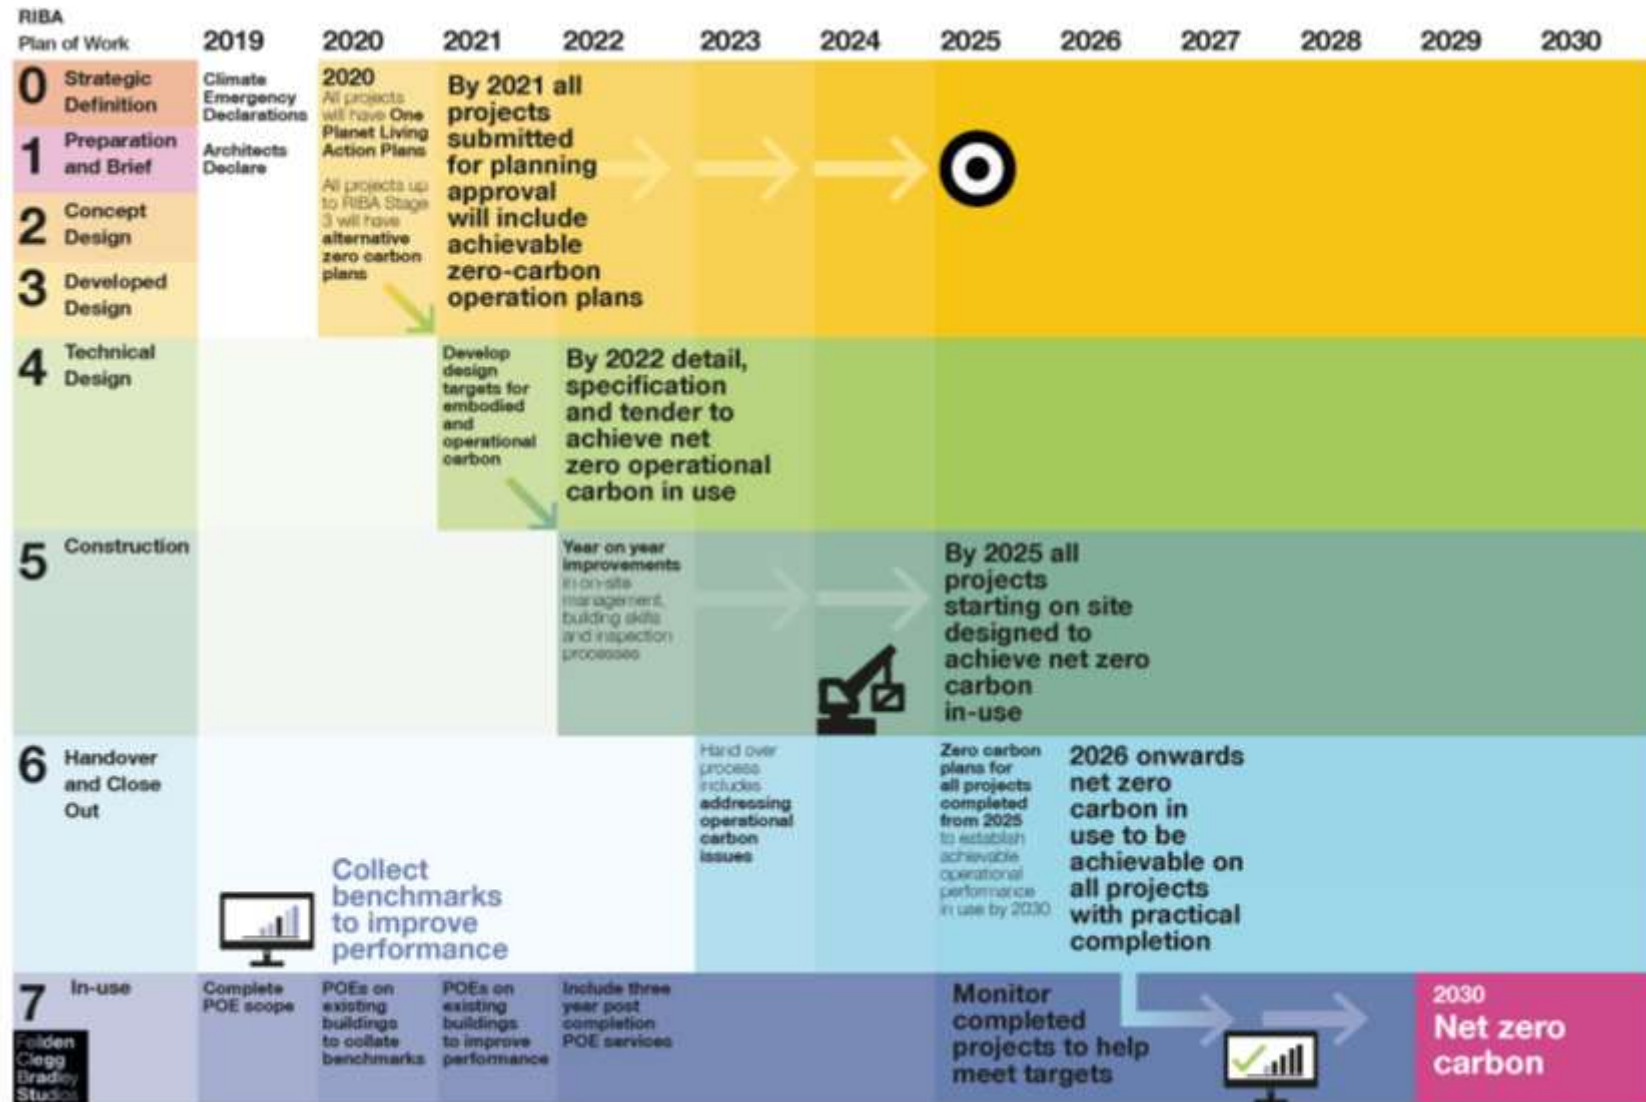 RIBA
Plan of Work
2019
2020
2021
2022
2023
2024
2025
2026
2027
2028
2029
2030
0
Strategic
Definition
1
Preparation
and Brief
2
Concept
Design
3
Developed
Design
Climate
Emergency
Declarations
Architects
Declare
2020
All projects
will have One
Planet Living
Action Plans
All projects up
to RIBA Stage
3 will have
alternative
zero carbon
plans
By 2021 all
projects
submitted
for planning
approval
will include
achievable
zero-carbon
operation plans
4
Technical
Design
Develop
design
targets for
embodied
and
operational
carbon
By 2022 detail,
specification
and tender to
achieve net
zero operational
carbon in use
5
Construction
Year on year
improvements
in on-site
management,
building skills
and inspection
processes
By 2025 all
projects
starting on site
designed to
achieve net zero
carbon
in-use
6
Handover
and Close
Out
Collect
benchmarks
to improve
performance
Hand over
process
includes
addressing
operational
carbon
issues
Zero carbon
plans for
all projects
completed
from 2025
to establish
achievable
operational
performance
in use by 2030
2026 onwards
net zero
carbon in
use to be
achievable on
all projects
with practical
completion
7
In-use
Complete
POE scope
POEs on
existing
buildings
to collate
benchmarks
POEs on
existing
buildings
to improve
performance
Include three
year post
completion
POE services
Monitor
completed
projects to help
meet targets
2030
Net zero
carbon
Feilden
Clegg
Bradley
Studios